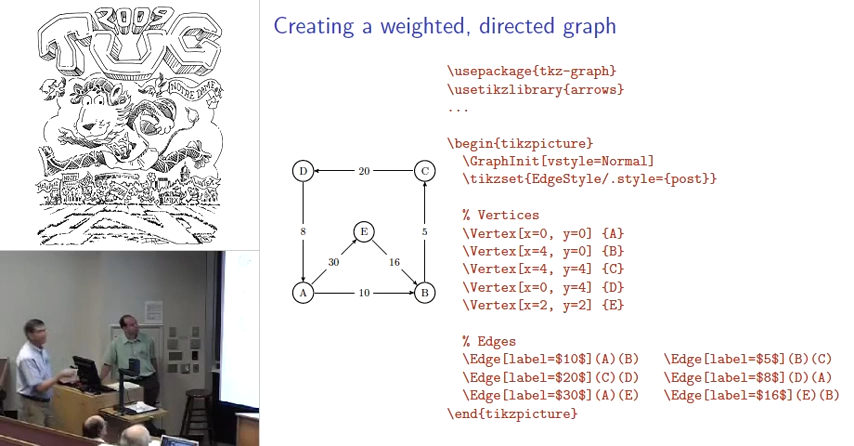 2009
TUG
NOTRE DAME
Creating a weighted, directed graph
\usepackage{tkz-graph}
\usetikzlibrary{arrows}
...
\begin{tikzpicture}
\GraphInit[vstyle=Normal]
\tikzset{EdgeStyle/.style={post}}
% Vertices
\Vertex[x=0, y=0] {A}
\Vertex[x=4, y=0] {B}
\Vertex[x=4, y=4] {C}
\Vertex[x=0, y=4] {D}
\Vertex[x=2, y=2] {E}
% Edges
\Edge[label=$10$](A)(B) \Edge[label=$5$](B)(C)
\Edge[label=$20$](C)(D) \Edge[label=$8$](D)(A)
\Edge[label=$30$](A)(E) \Edge[label=$16$](E)(B)
\end{tikzpicture}
D 20 C
8 E 5
30 16
A 10 B